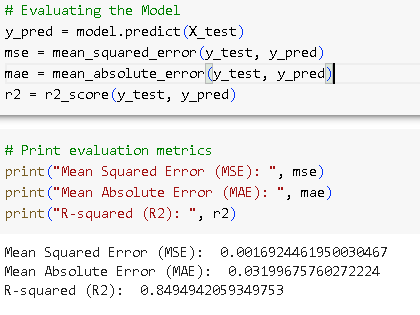 # Evaluating the Model
y_pred = model.predict(X_test)
mse = mean_squared_error(y_test, y_pred)
mae = mean_absolute_error(y_test, y_pred)
r2 = r2_score(y_test, y_pred)
# Print evaluation metrics
print("Mean Squared Error (MSE): ", mse)
print("Mean Absolute Error (MAE): ", mae)
print("R-squared (R2): ", r2)
Mean Squared Error (MSE):  0.0016924461950030467
Mean Absolute Error (MAE):  0.03199675760272224
R-squared (R2):  0.8494942059349753